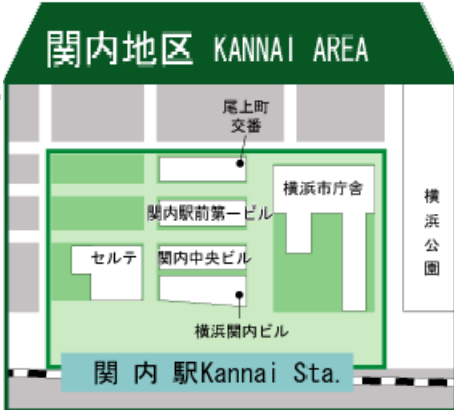 関内地区 KANNAI AREA
尾上町
交番
横浜市庁舎
関内駅前第一ビル
横浜公園
セルテ
関内中央ビル
横浜関内ビル
関内駅Kannai Sta.